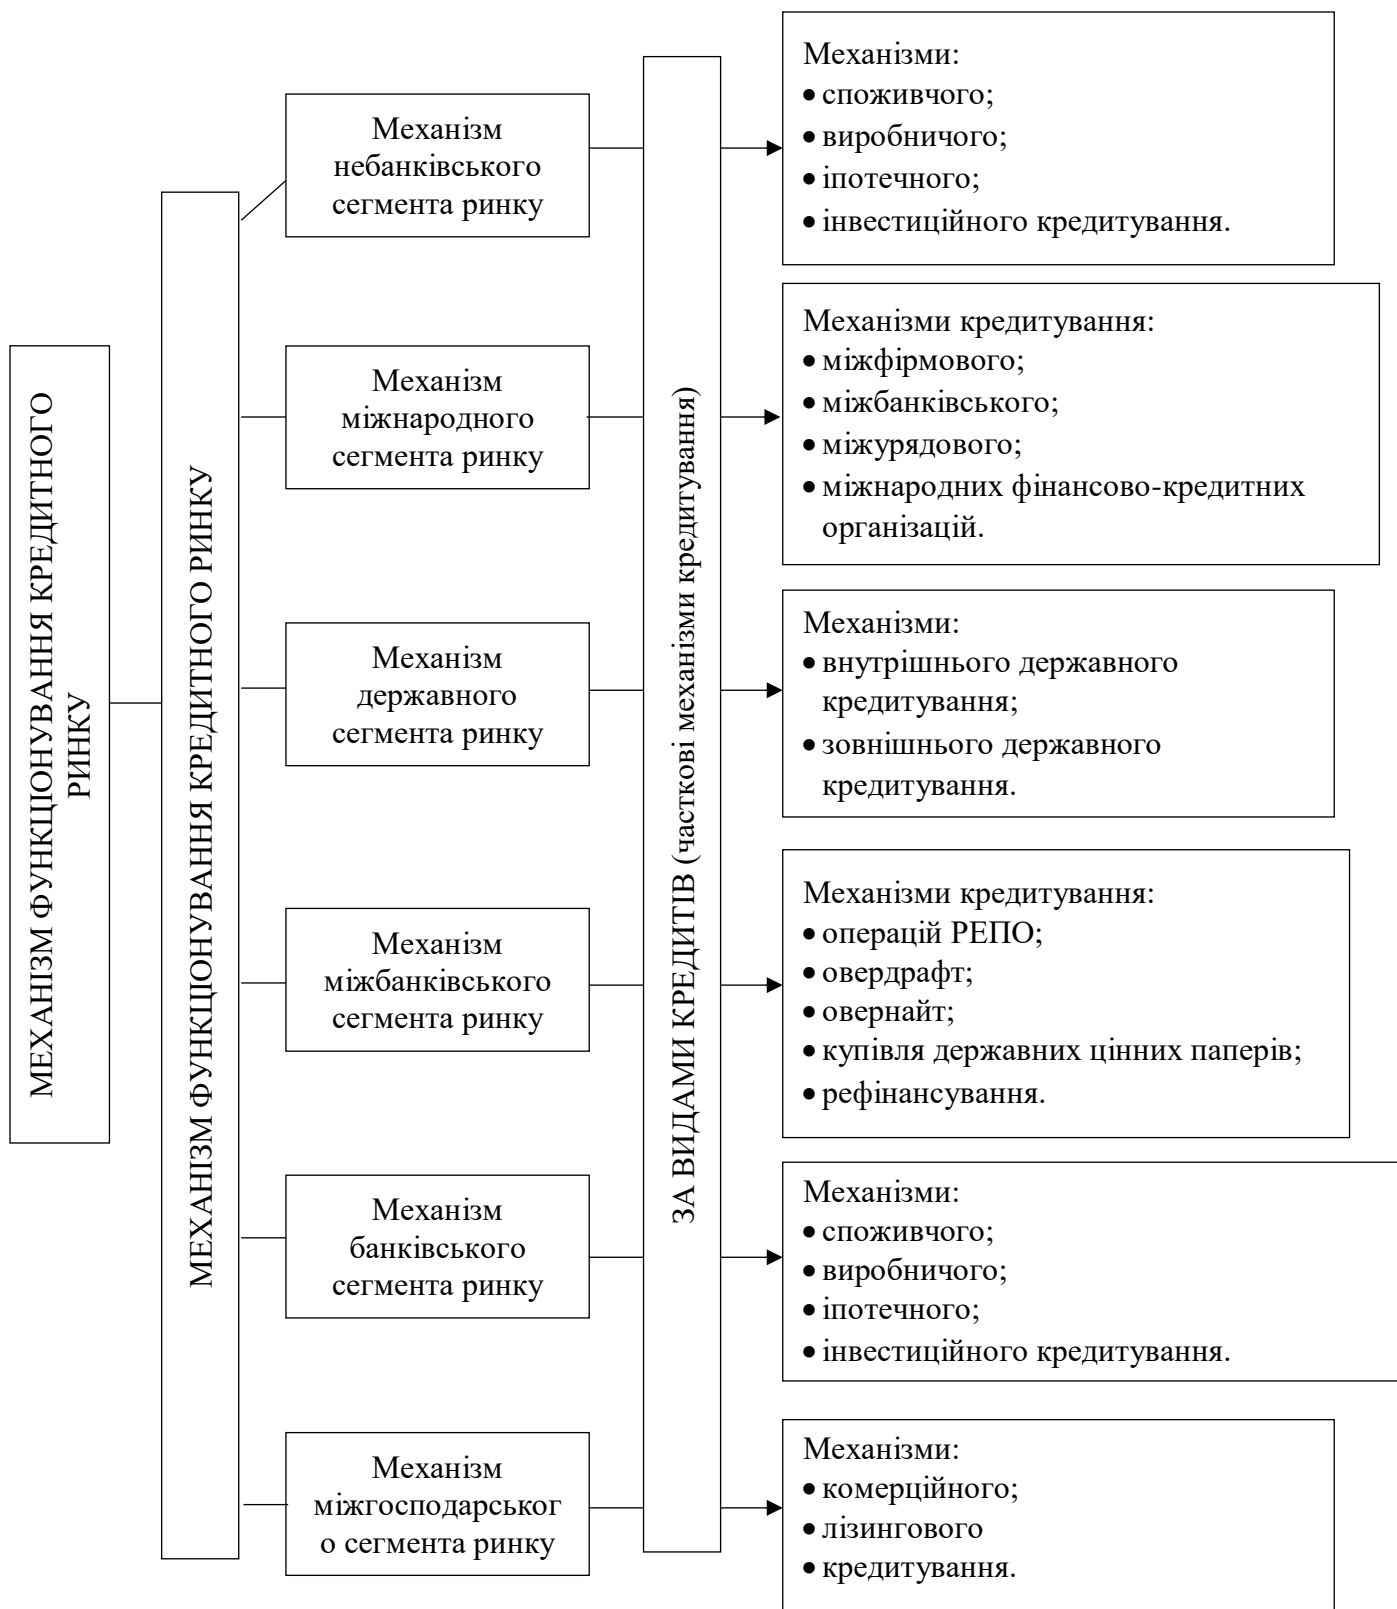 МЕХАНІЗМ ФУНКЦІОНУВАННЯ КРЕДИТНОГО
РИНКУ
МЕХАНІЗМ ФУНКЦІОНУВАННЯ КРЕДИТНОГО РИНКУ
Механізм
небанківського
сегмента ринку
Механізм
міжнародного
сегмента ринку
Механізм
державного
сегмента ринку
Механізм
міжбанківського
сегмента ринку
Механізм
банківського
сегмента ринку
Механізм
міжгосподарськог
о сегмента ринку
ЗА ВИДАМИ КРЕДИТІВ (часткові механізми кредитування)
Механізми:
• споживчого;
• виробничого;
• іпотечного;
• інвестиційного кредитування.
Механізми кредитування:
• міжфірмового;
• міжбанківського;
• міжурядового;
• міжнародних фінансово-кредитних
організацій.
Механізми:
• внутрішнього державного
кредитування;
• зовнішнього державного
кредитування.
Механізми кредитування:
• операцій РЕПО;
• овердрафт;
• овернайт;
• купівля державних цінних паперів;
• рефінансування.
Механізми:
• споживчого;
• виробничого;
• іпотечного;
• інвестиційного кредитування.
Механізми:
• комерційного;
• лізингового
• кредитування.